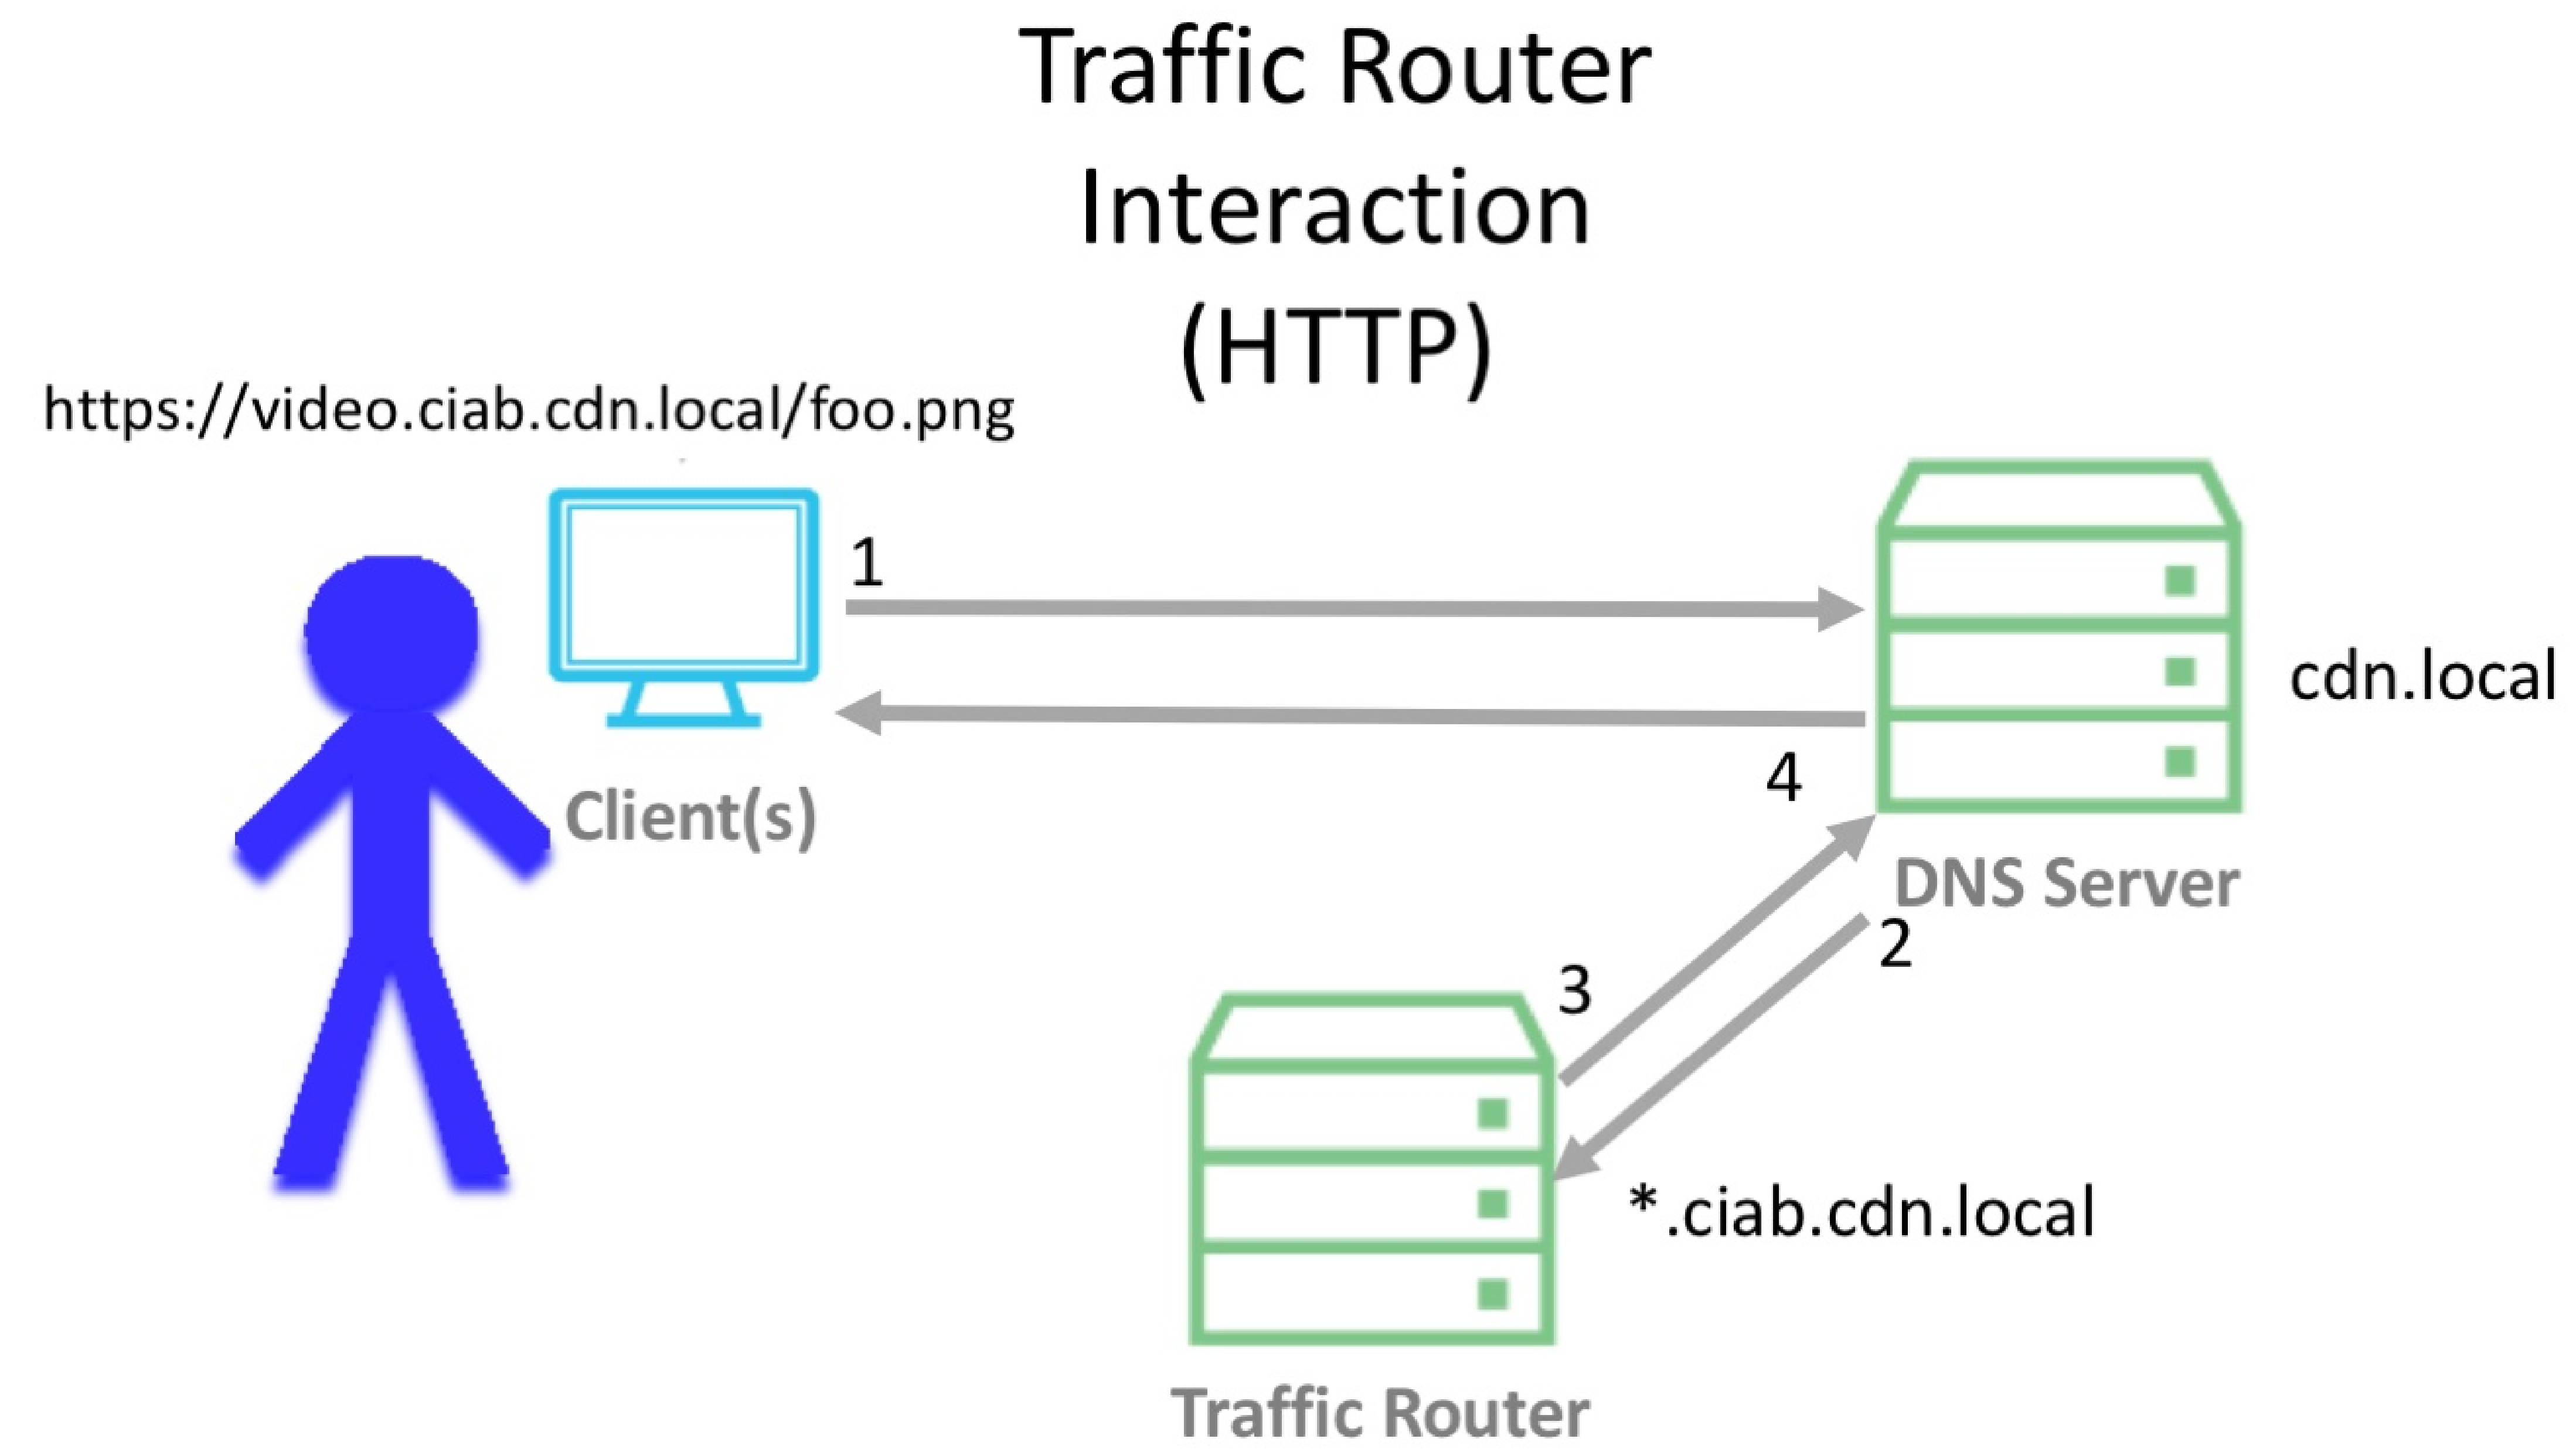 Traffic Router
Interaction
(HTTP)
https://video.ciab.cdn.local/foo.png
1
cdn.local
4
Client(s)
DNS Server
2
3
*.ciab.cdn.local
Traffic Router